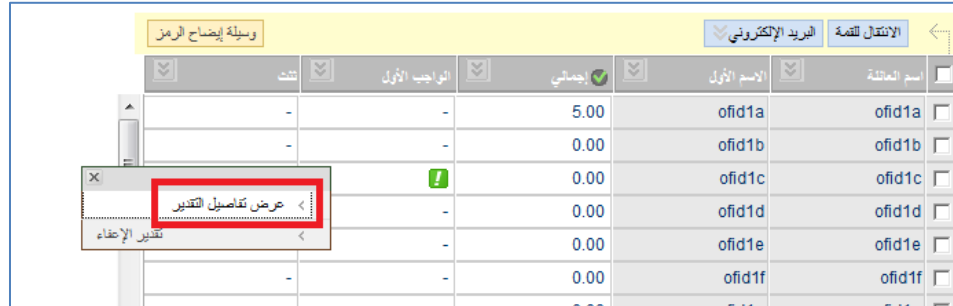 الانتقال للقمة البريد الإلكتروني وسيلة إيضاح الرمز
اسم العائلة الاسم الأول إجمالي الواجب الأول تثث
ofid1a ofid1a 5.00 - -
ofid1b ofid1b 0.00 - -
ofid1c ofid1c 0.00 !
عرض تفاصيل التقدير
ofid1d ofid1d 0.00 -
تقدير الإعفاء
ofid1e ofid1e 0.00 -
ofid1f ofid1f 0.00 - -